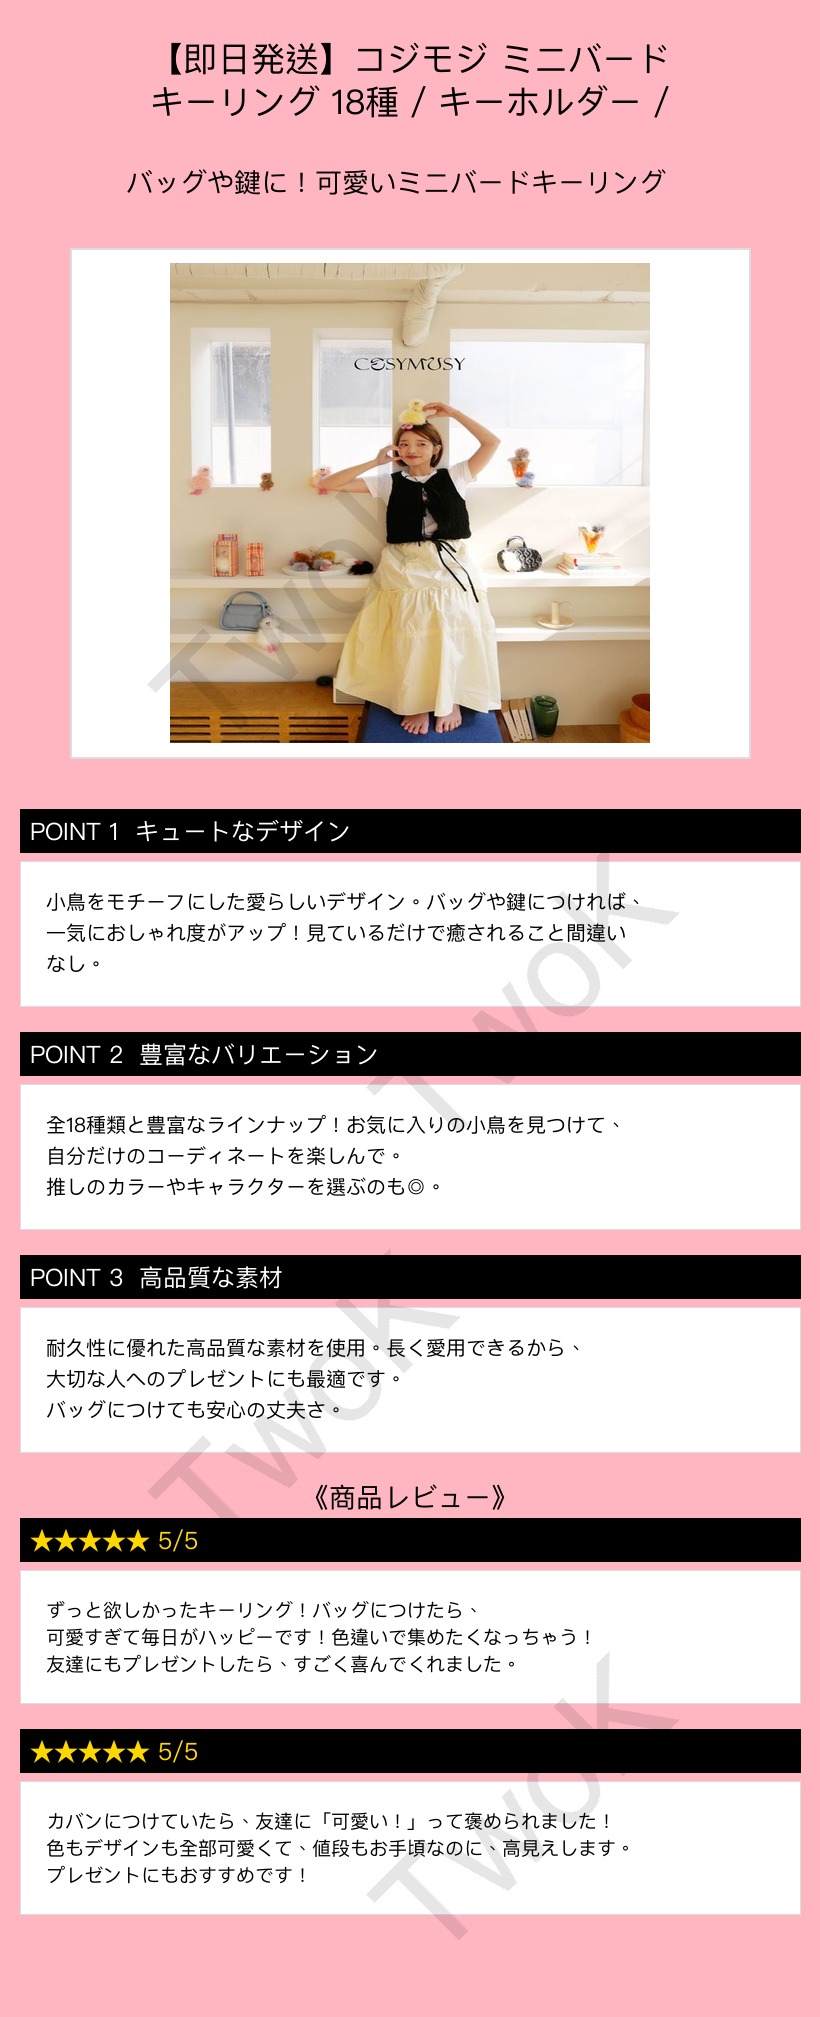 【即日発送】コジモジ ミニバード
キーリング 18種 / キーホルダー /
バッグや鍵に！可愛いミニバードキーリング
COSYMUSY
POINT 1 キュートなデザイン
小鳥をモチーフにした愛らしいデザイン。バッグや鍵につければ、
一気におしゃれ度がアップ！見ているだけで癒されること間違い
なし。
POINT 2 豊富なバリエーション
全18種類と豊富なラインナップ！お気に入りの小鳥を見つけて、
自分だけのコーディネートを楽しんで。
推しのカラーやキャラクターを選ぶのも◎。
POINT 3 高品質な素材
耐久性に優れた高品質な素材を使用。長く愛用できるから、
大切な人へのプレゼントにも最適です。
バッグにつけても安心の丈夫さ。
《商品レビュー》
★★★★★ 5/5
ずっと欲しかったキーリング！バッグにつけたら、
可愛すぎて毎日がハッピーです！色違いで集めたくなっちゃう！
友達にもプレゼントしたら、すごく喜んでくれました。
★★★★★ 5/5
カバンにつけていたら、友達に「可愛い！」って褒められました！
色もデザインも全部可愛くて、値段もお手頃なのに、高見えします。
プレゼントにもおすすめです！
TwoK
TwoK
TwoK
TwoK